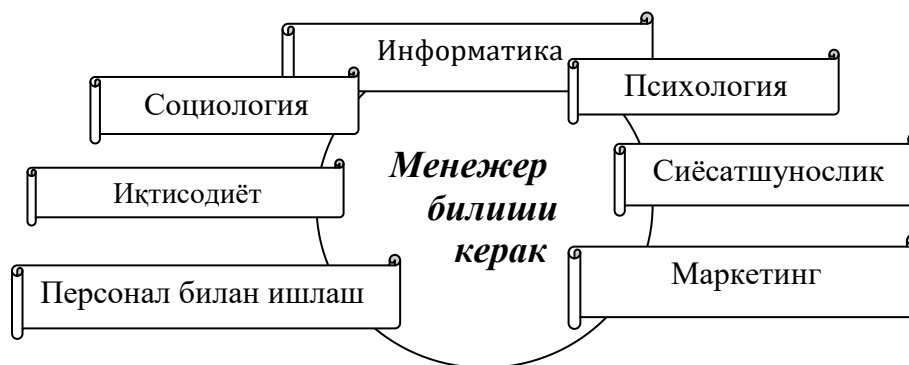 Информатика
Социология
Психология
Менежер
билиши
керак
Сиёсатшунослик
Иқтисодиёт
Маркетинг
Персонал билан ишлаш